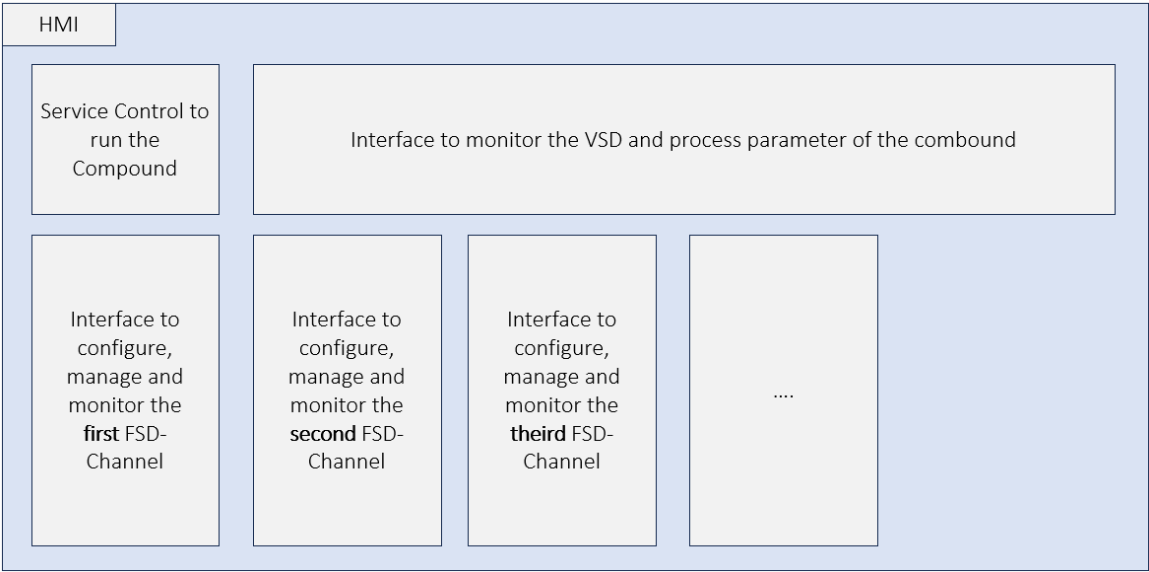 HMI
Service Control to
run the
Compound
Interface to monitor the VSD and process parameter of the combound
Interface to
configure,
manage and
monitor the
first FSD-
Channel
Interface to
configure,
manage and
monitor the
second FSD-
Channel
Interface to
configure,
manage and
monitor the
theird FSD-
Channel
....